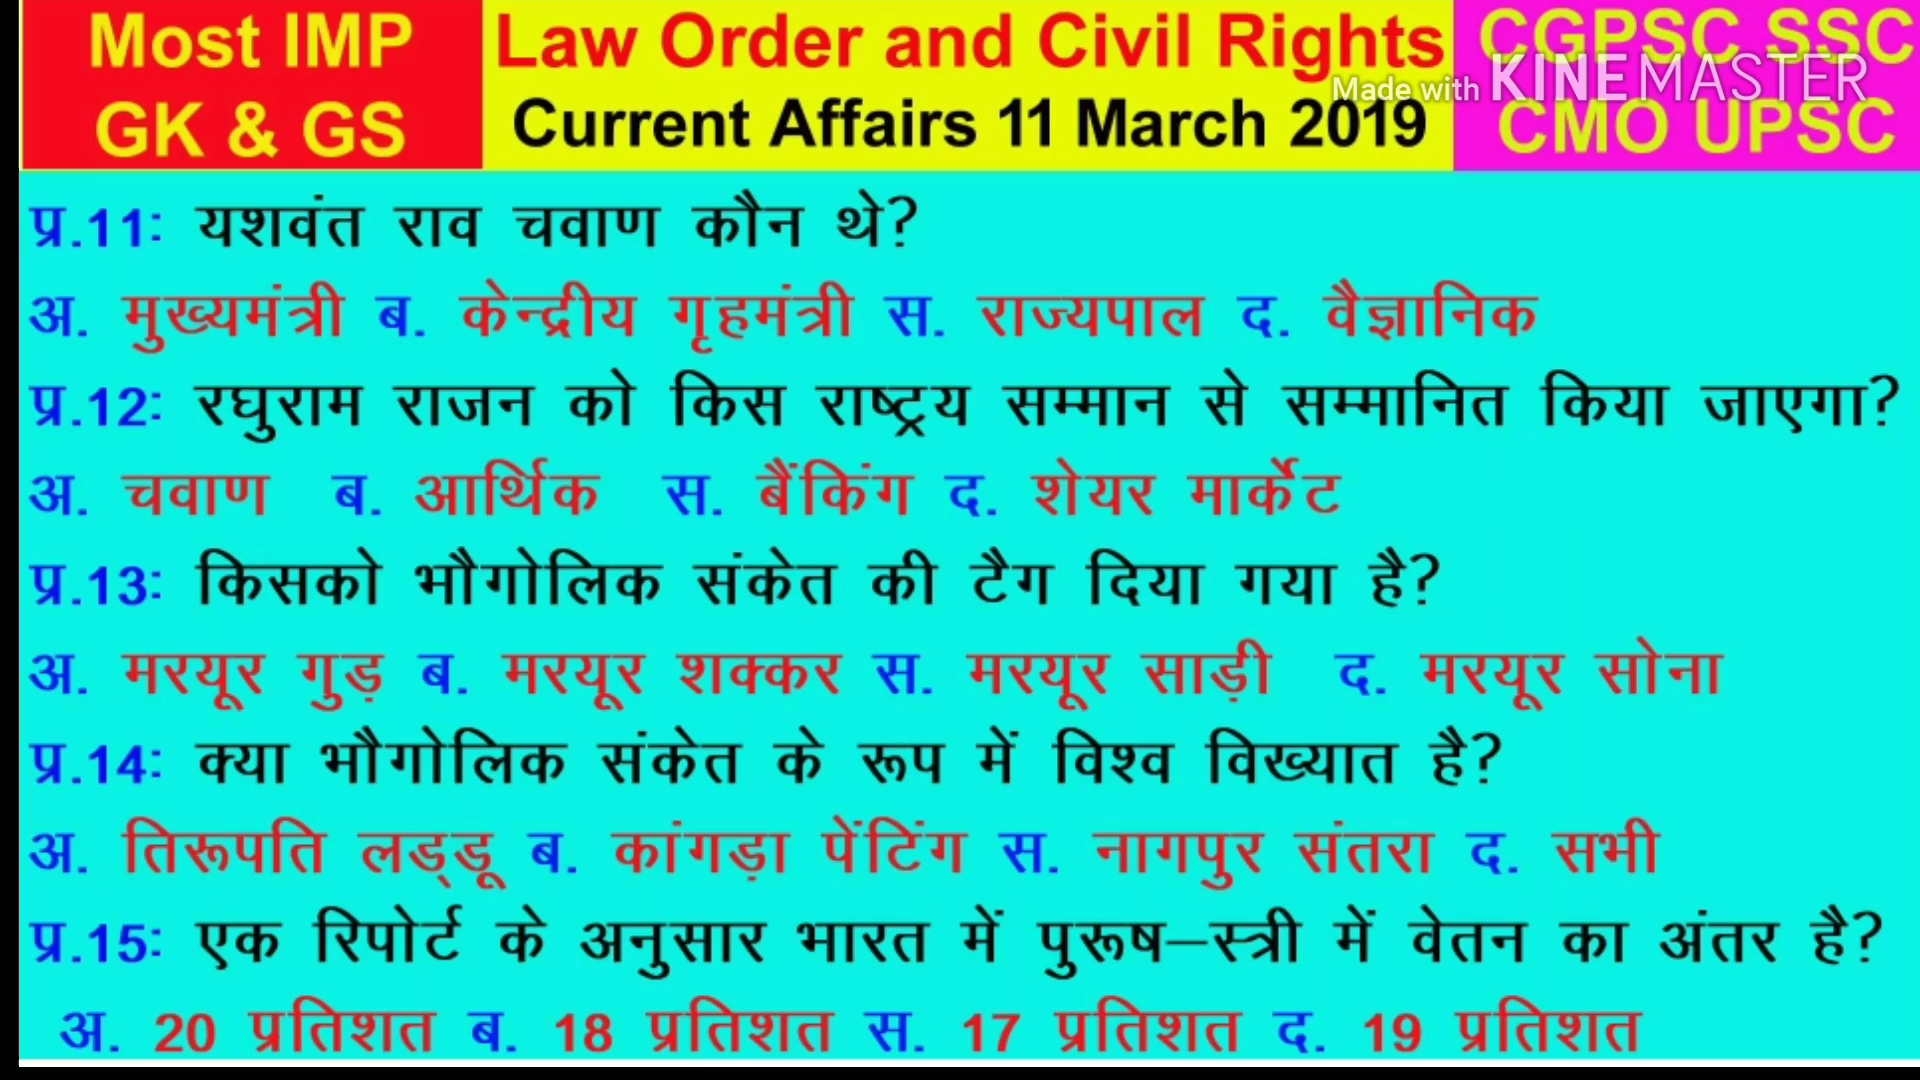 Most IMP
GK & GS
Law Order and Civil Rights
Current Affairs 11 March 2019
CGPSC SSC
CMO UPSC
Made with KINEMASTER
प्र.11: यशवंत राव चवाण कौन थे?
अ. मुख्यमंत्री ब. केन्द्रीय गृहमंत्री स. राज्यपाल द. वैज्ञानिक
प्र.12: रघुराम राजन को किस राष्ट्रय सम्मान से सम्मानित किया जाएगा?
अ. चवाण ब. आर्थिक स. बैंकिंग द. शेयर मार्केट
प्र.13: किसको भौगोलिक संकेत की टैग दिया गया है?
अ. मरयूर गुड़ ब. मरयूर शक्कर स. मरयूर साड़ी द. मरयूर सोना
प्र.14: क्या भौगोलिक संकेत के रूप में विश्व विख्यात है?
अ. तिरूपति लड्डू ब. कांगड़ा पेंटिंग स. नागपुर संतरा द. सभी
प्र.15: एक रिपोर्ट के अनुसार भारत में पुरूष–स्त्री में वेतन का अंतर है?
अ. 20 प्रतिशत ब. 18 प्रतिशत स. 17 प्रतिशत द. 19 प्रतिशत